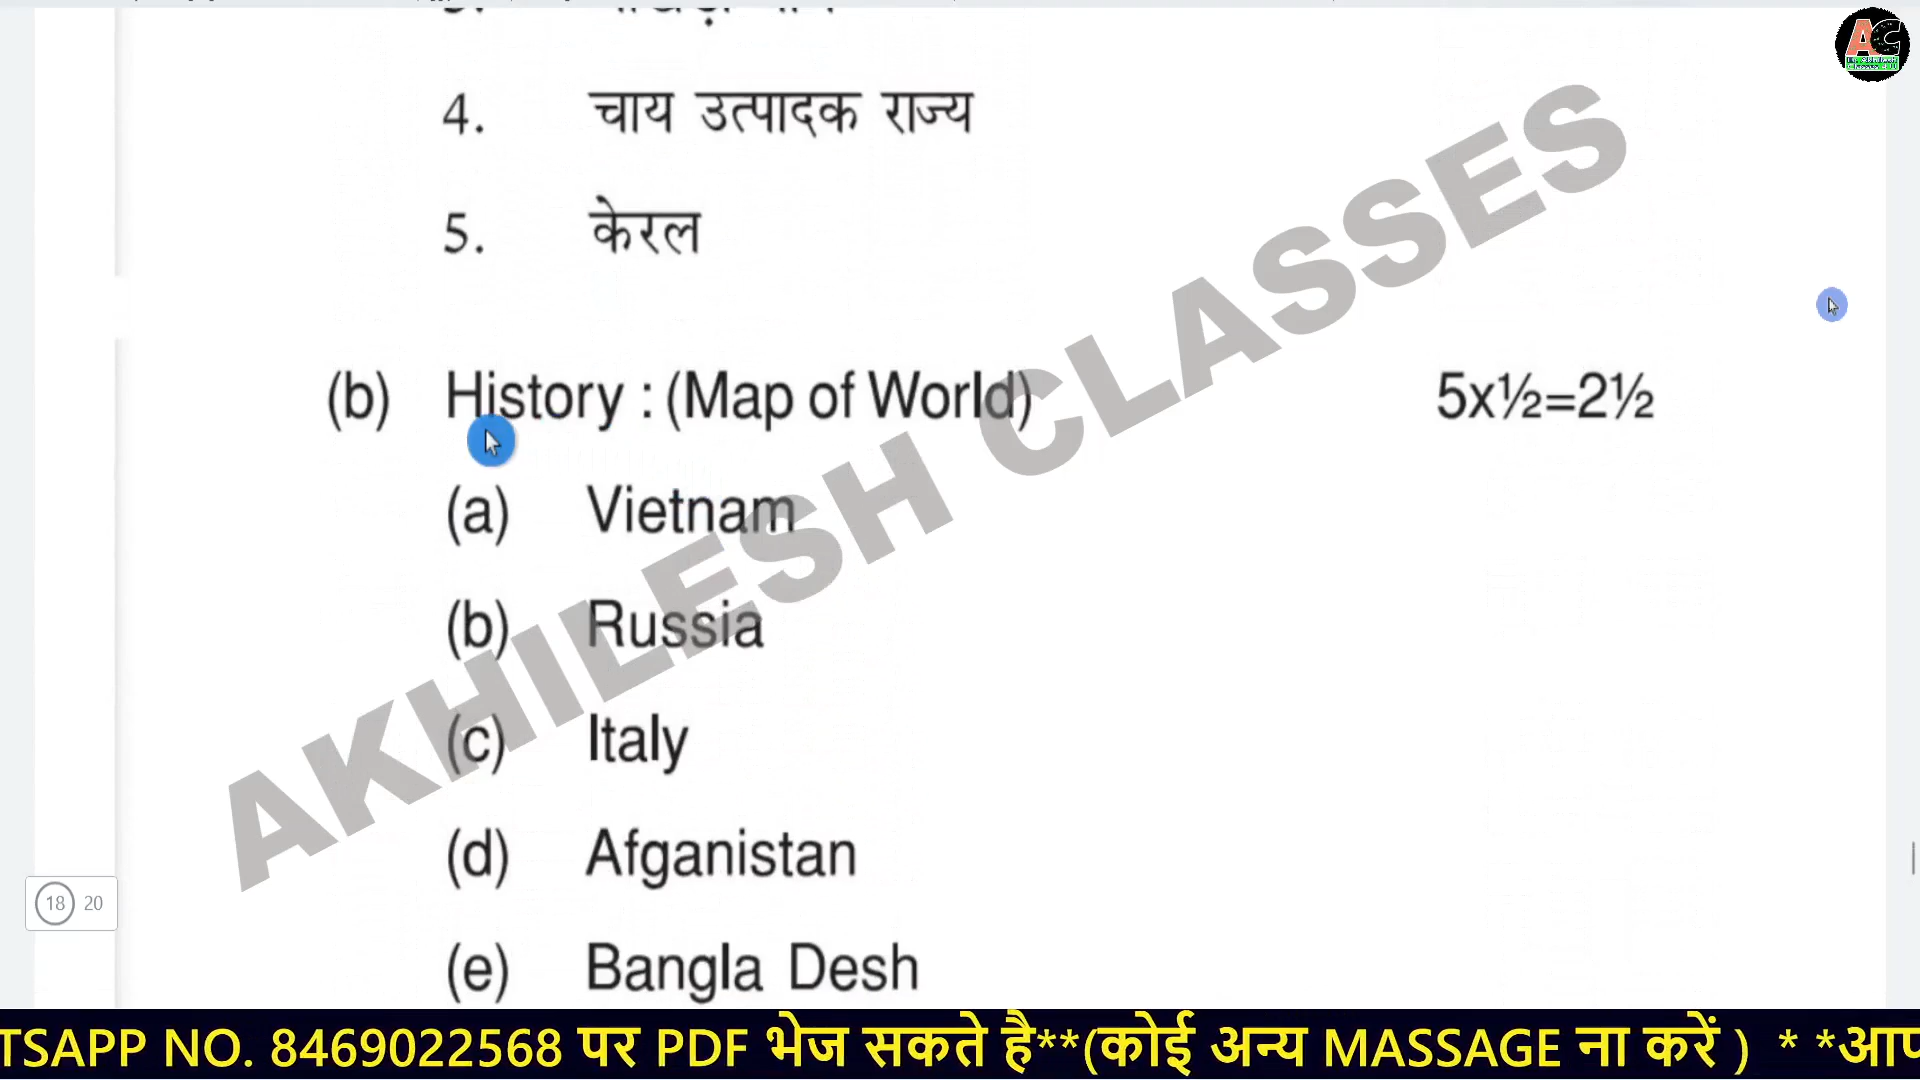 4. चाय उत्पादक राज्य
5. केरल
(b) History : (Map of World) 5x½=2½
(a) Vietnam
(b) Russia
(c) Italy
(d) Afganistan
(e) Bangla Desh
AKHILESH CLASSES
18 20
TSAPP NO. 8469022568 पर PDF भेज सकते है**(कोई अन्य MASSAGE ना करें ) * *आप